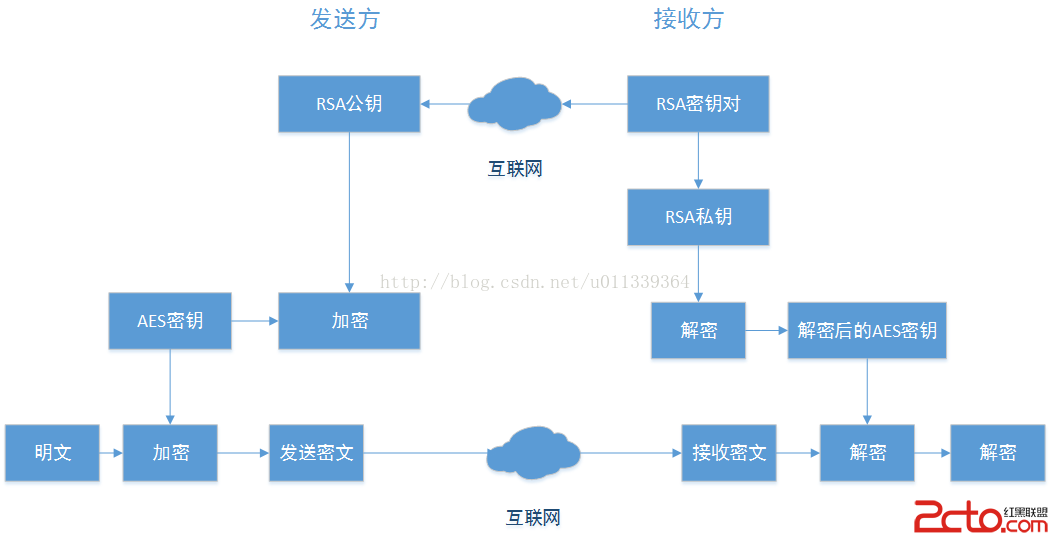 发送方
接收方
RSA公钥
RSA密钥对
互联网
RSA私钥
http://blog.csdn.net/u011339364
AES密钥
加密
解密
解密后的AES密钥
明文
加密
发送密文
接收密文
解密
解密
互联网
2cto.com
红黑联盟